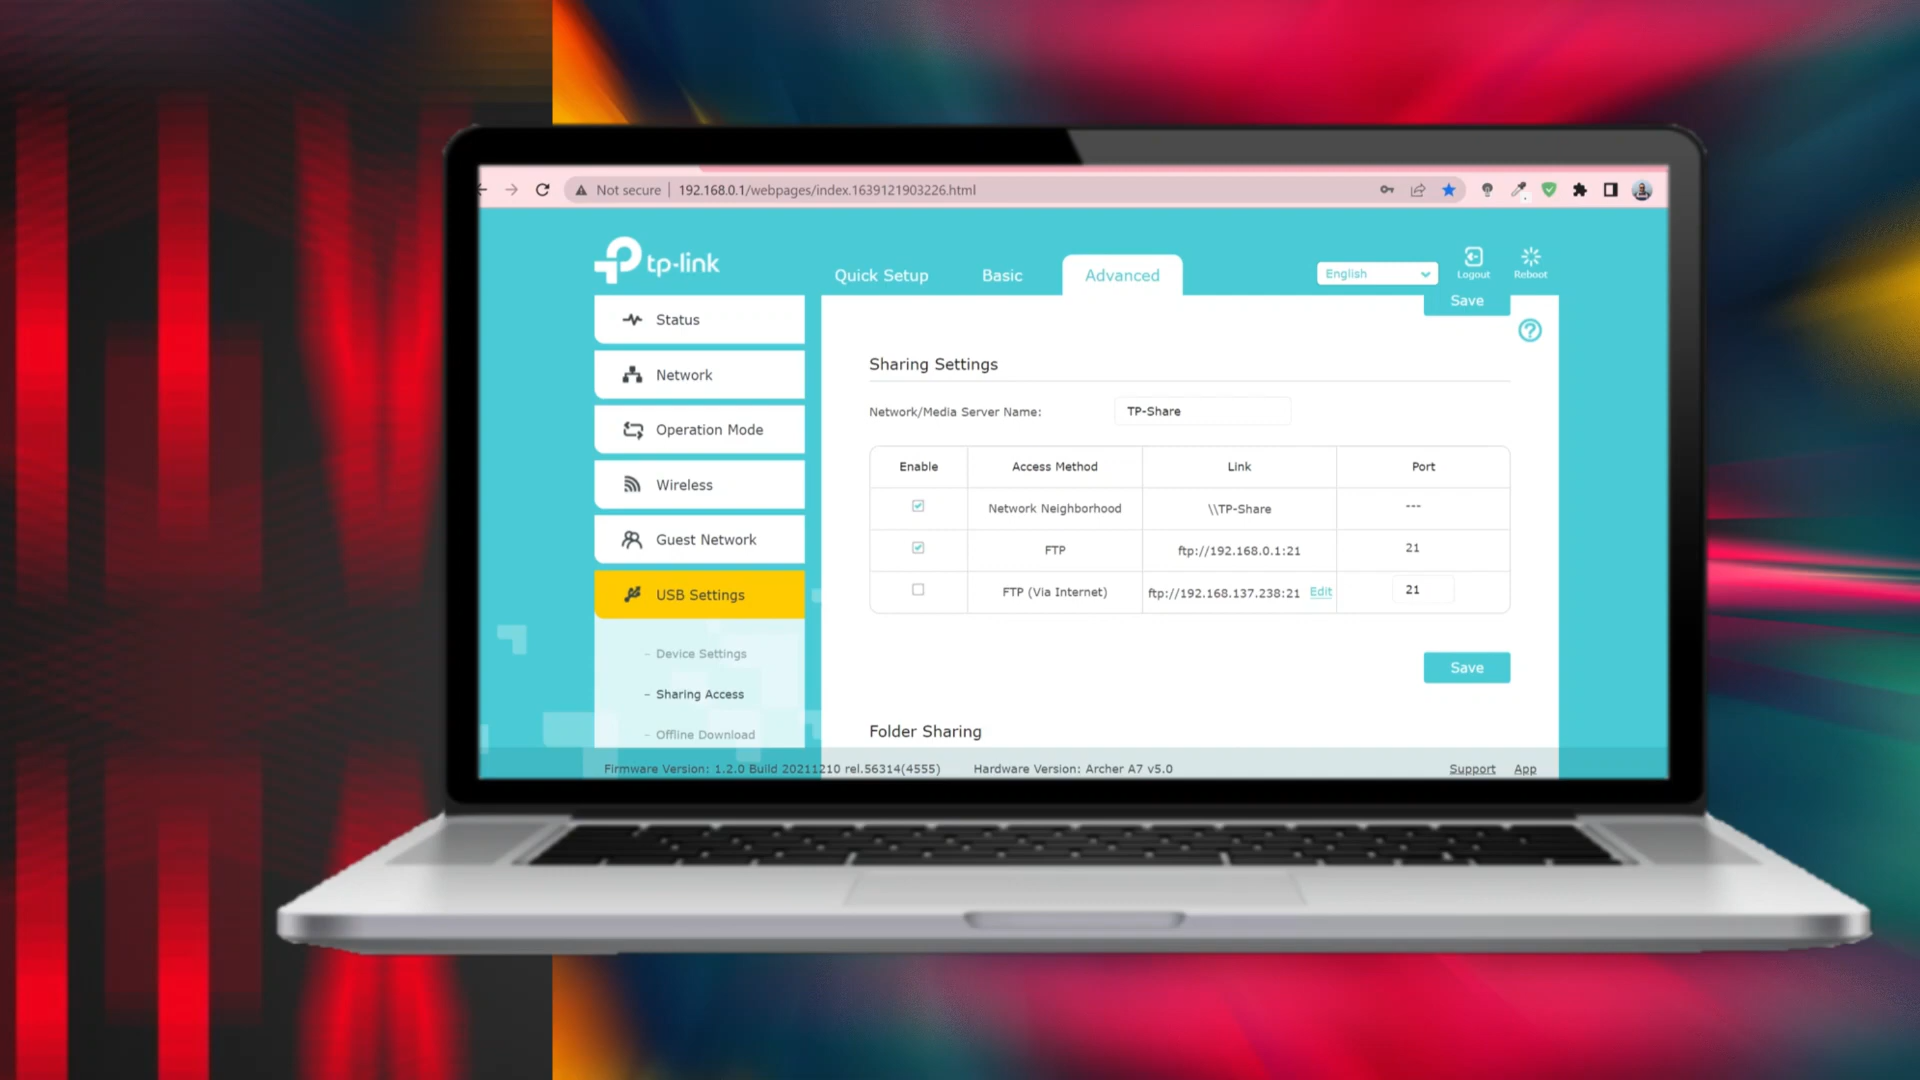 Not secure | 192.168.0.1/webpages/index.1639121903226.html
tp-link
Quick Setup Basic Advanced
English
Logout Reboot
Save
Status
Network
Operation Mode
Wireless
Guest Network
USB Settings
- Device Settings
- Sharing Access
- Offline Download
Sharing Settings
Network/Media Server Name: TP-Share
Enable Access Method Link Port
Network Neighborhood \\TP-Share ---
FTP ftp://192.168.0.1:21 21
FTP (Via Internet) ftp://192.168.137.238:21 Edit 21
Save
Folder Sharing
Firmware Version: 1.2.0 Build 20211210 rel.56314(4555) Hardware Version: Archer A7 v5.0 Support App